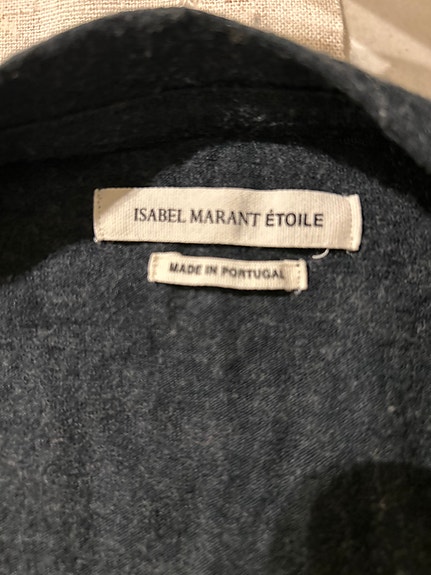 ISABEL MARANT ÉTOILE
MADE IN PORTUGAL